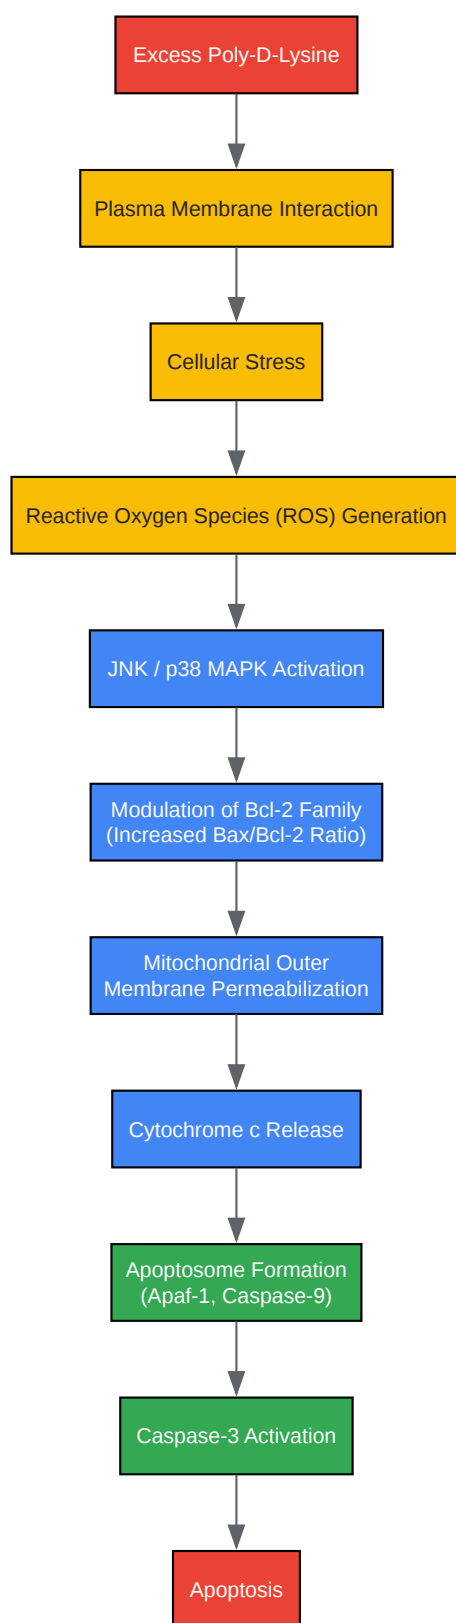 Excess Poly-D-Lysine
Plasma Membrane Interaction
Cellular Stress
Reactive Oxygen Species (ROS) Generation
JNK / p38 MAPK Activation
Modulation of Bcl-2 Family
(Increased Bax/Bcl-2 Ratio)
Mitochondrial Outer
Membrane Permeabilization
Cytochrome c Release
Apoptosome Formation
(Apaf-1, Caspase-9)
Caspase-3 Activation
Apoptosis